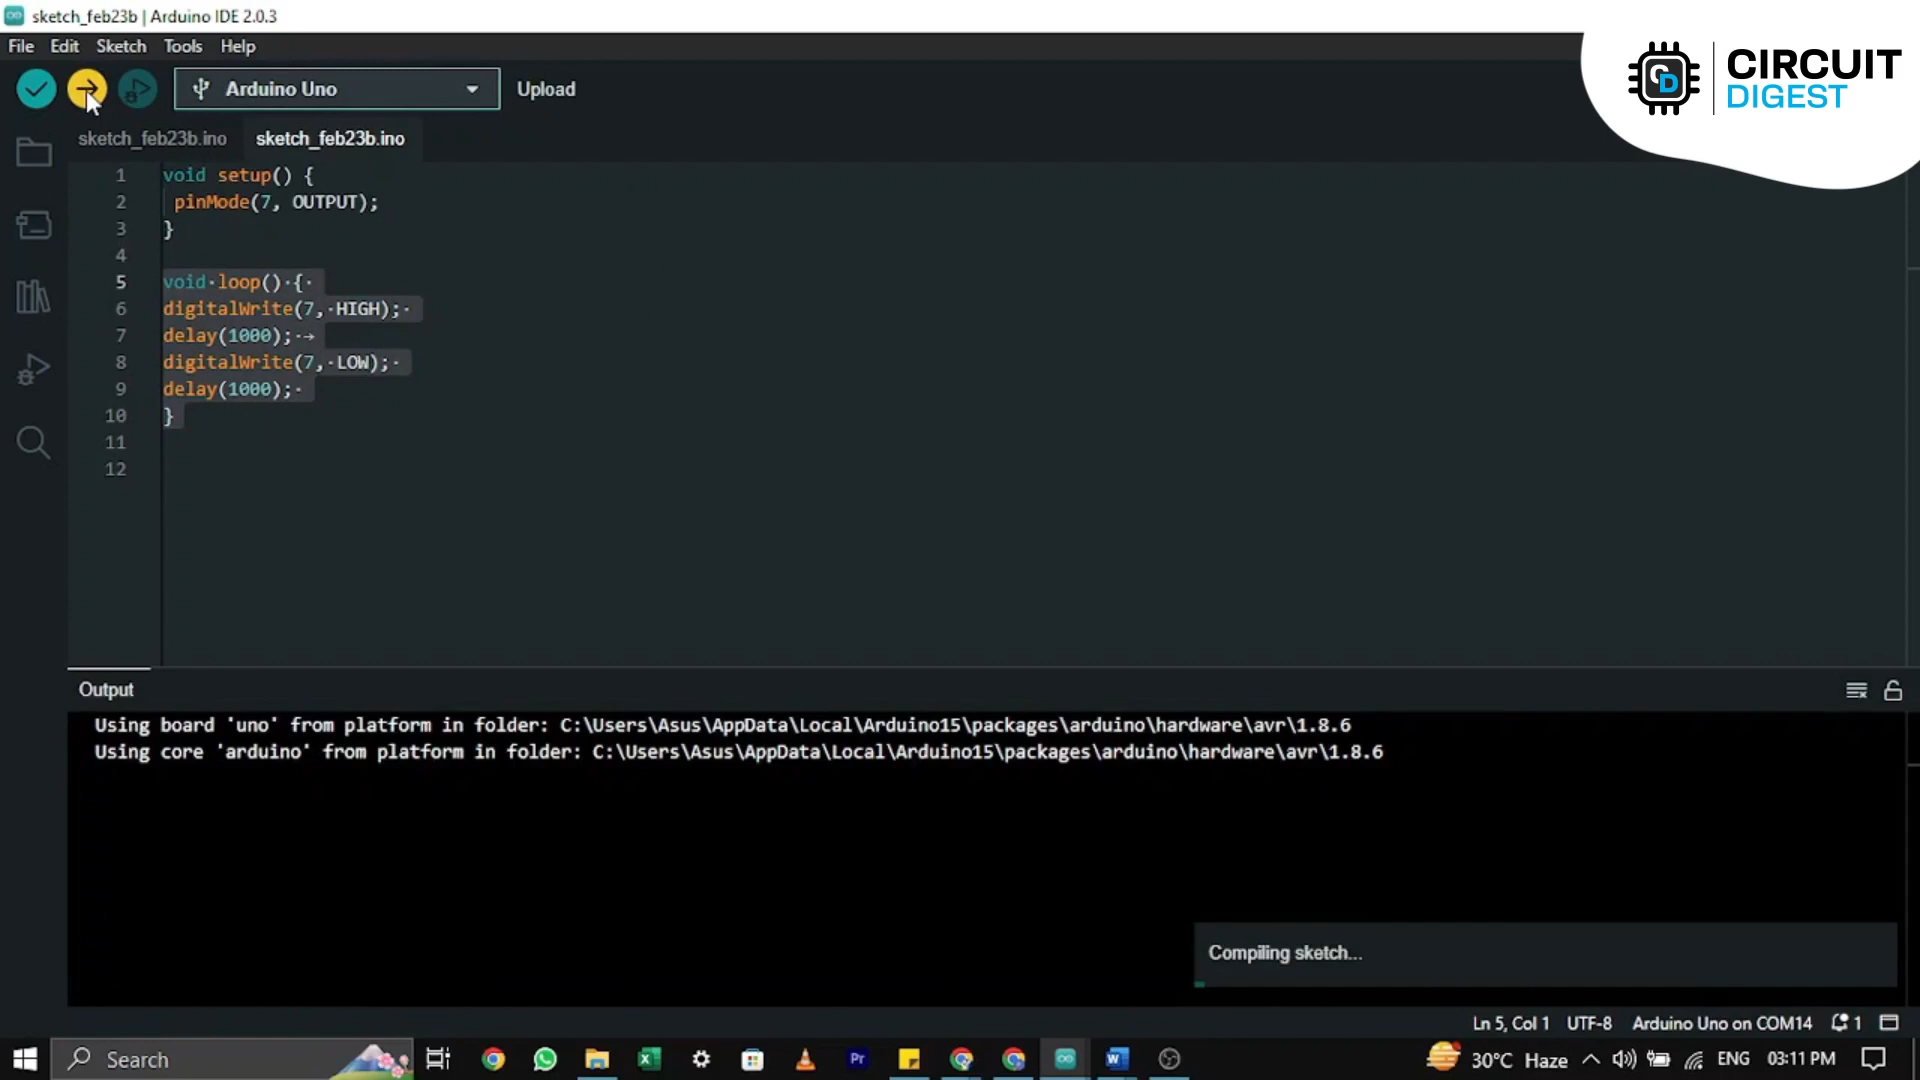 sketch_feb23b | Arduino IDE 2.0.3
File Edit Sketch Tools Help
Arduino Uno
Upload
CIRCUIT
DIGEST
CD
sketch_feb23b.ino sketch_feb23b.ino
1 void setup() {
2 pinMode(7, OUTPUT);
3 }
4
5 void loop() {
6 digitalWrite(7, HIGH);
7 delay(1000);
8 digitalWrite(7, LOW);
9 delay(1000);
10 }
11
12
Output
Using board 'uno' from platform in folder: C:\Users\Asus\AppData\Local\Arduino15\packages\arduino\hardware\avr\1.8.6
Using core 'arduino' from platform in folder: C:\Users\Asus\AppData\Local\Arduino15\packages\arduino\hardware\avr\1.8.6
Compiling sketch...
Ln 5, Col 1 UTF-8 Arduino Uno on COM14 1
Search Pr 30°C Haze ENG 03:11 PM